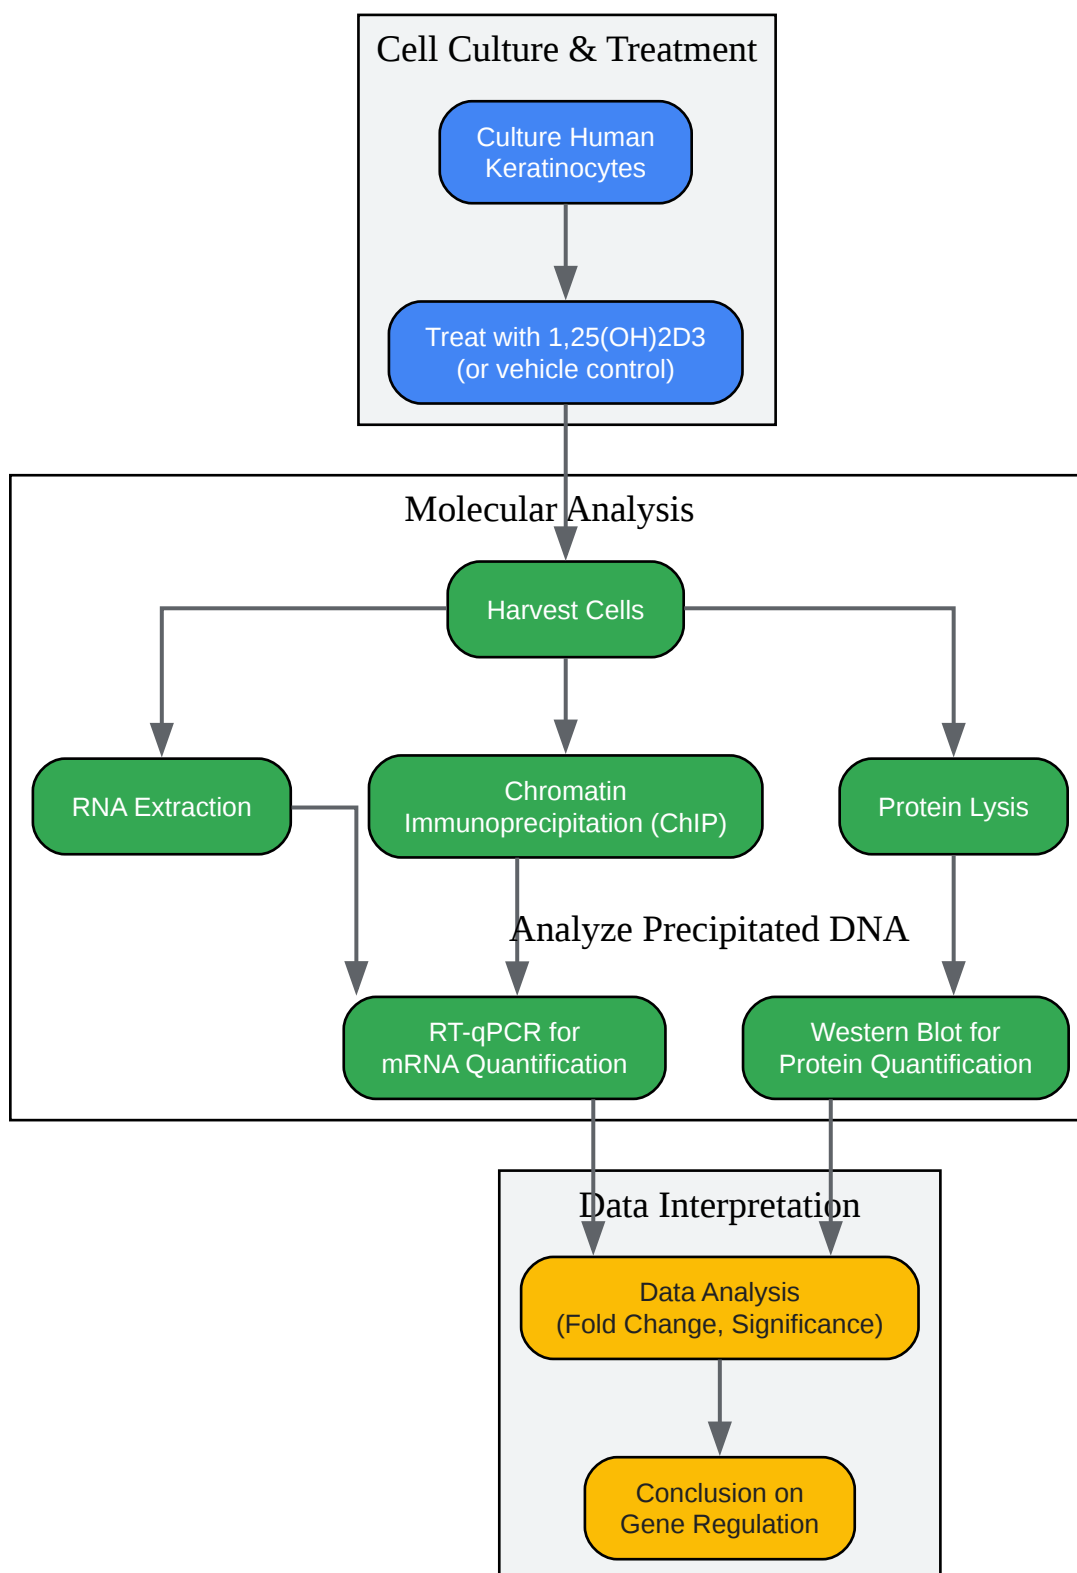 Cell Culture & Treatment
Culture Human
Keratinocytes
Treat with 1,25(OH)2D3
(or vehicle control)
Molecular Analysis
Harvest Cells
RNA Extraction
Chromatin
Immunoprecipitation (ChIP)
Protein Lysis
Analyze Precipitated DNA
RT-qPCR for
mRNA Quantification
Western Blot for
Protein Quantification
Data Interpretation
Data Analysis
(Fold Change, Significance)
Conclusion on
Gene Regulation